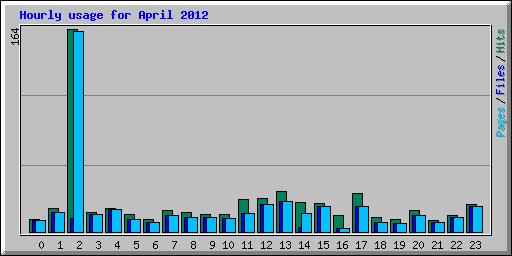 Hourly usage for April 2012
164
Pages/Files/Hits
0 1 2 3 4 5 6 7 8 9 10 11 12 13 14 15 16 17 18 19 20 21 22 23